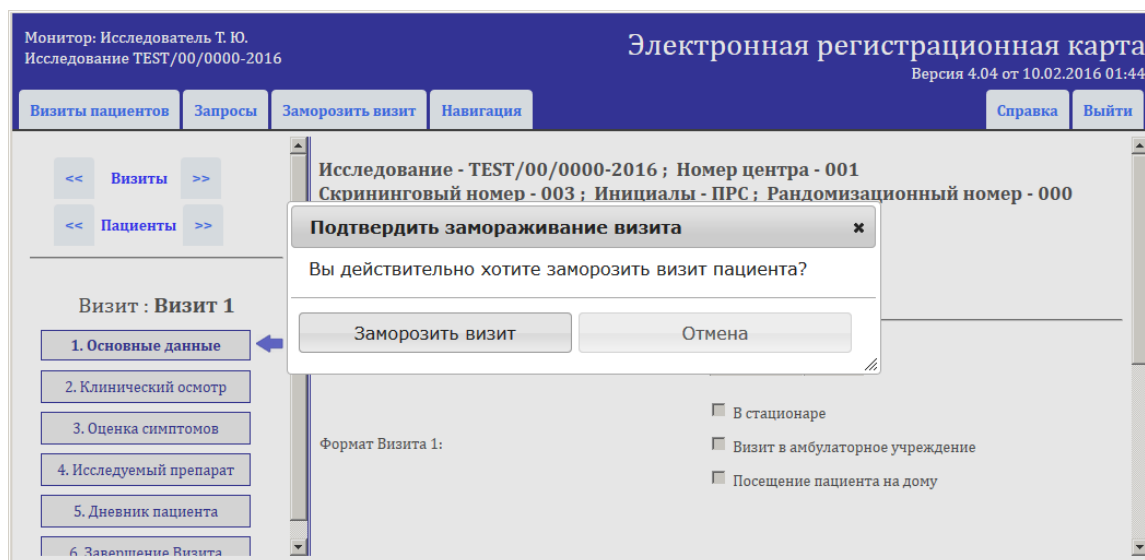 Монитор: Исследователь Т. Ю.
Исследование TEST/00/0000-2016
Электронная регистрационная карта
Версия 4.04 от 10.02.2016 01:44
Визиты пациентов
Запросы
Заморозить визит
Навигация
Справка
Выйти
<< Визиты >>
<< Пациенты >>
Визит : Визит 1
1. Основные данные
2. Клинический осмотр
3. Оценка симптомов
4. Исследуемый препарат
5. Дневник пациента
6. Завершение Визита
Исследование - TEST/00/0000-2016 ; Номер центра - 001
Скрининговый номер - 003 ; Инициалы - ПРС ; Рандомизационный номер - 000
Подтвердить замораживание визита
Вы действительно хотите заморозить визит пациента?
Заморозить визит
Отмена
Формат Визита 1:
В стационаре
Визит в амбулаторное учреждение
Посещение пациента на дому